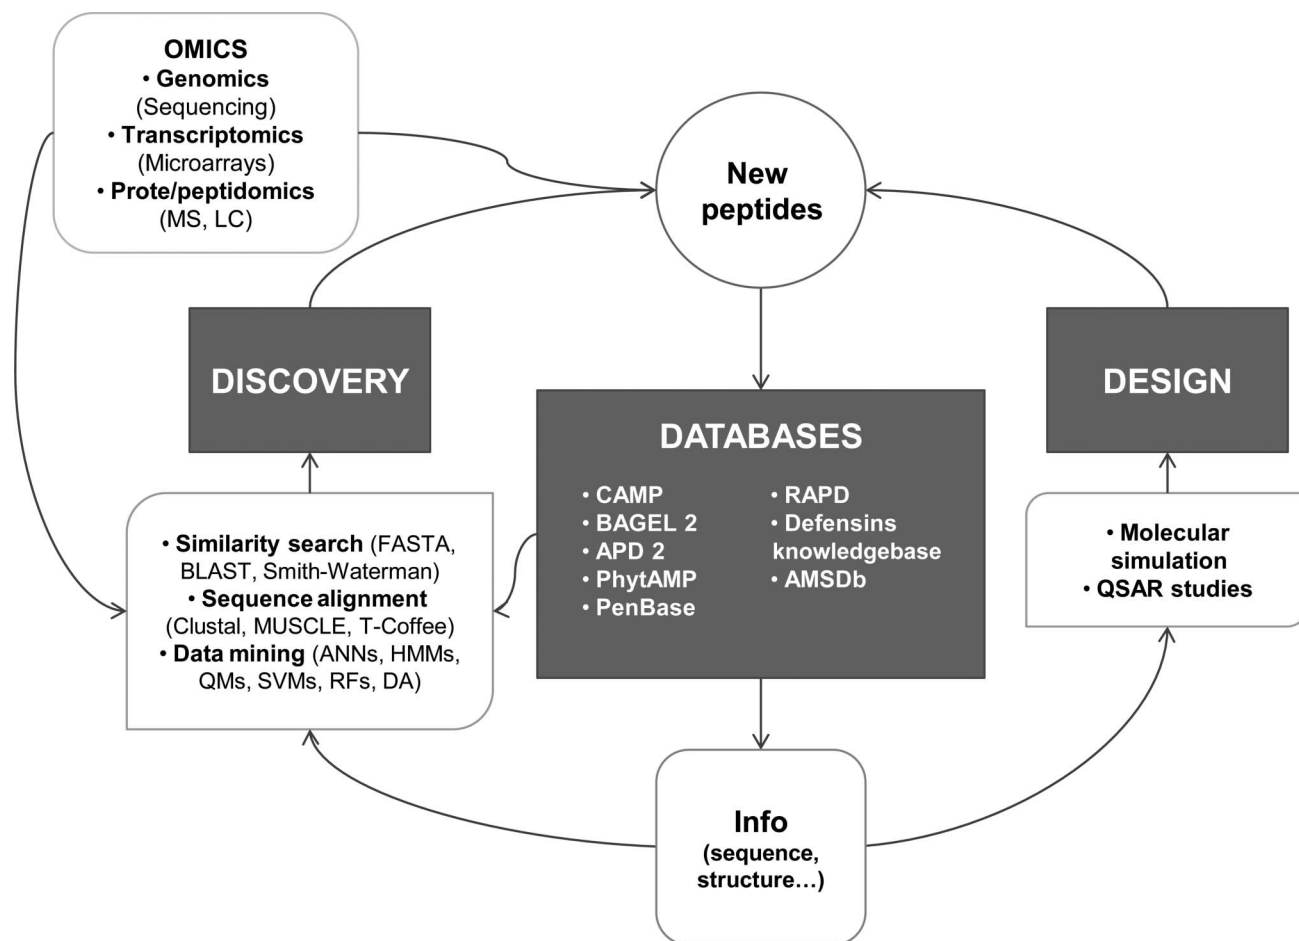 OMICS
• Genomics
(Sequencing)
• Transcriptomics
(Microarrays)
• Prote/peptidomics
(MS, LC)
New
peptides
DISCOVERY
DESIGN
DATABASES
• CAMP
• BAGEL 2
• APD 2
• PhytAMP
• PenBase
• RAPD
• Defensins
knowledgebase
• AMSDb
• Similarity search (FASTA,
BLAST, Smith-Waterman)
• Sequence alignment
(Clustal, MUSCLE, T-Coffee)
• Data mining (ANNs, HMMs,
QMs, SVMs, RFs, DA)
• Molecular
simulation
• QSAR studies
Info
(sequence,
structure…)